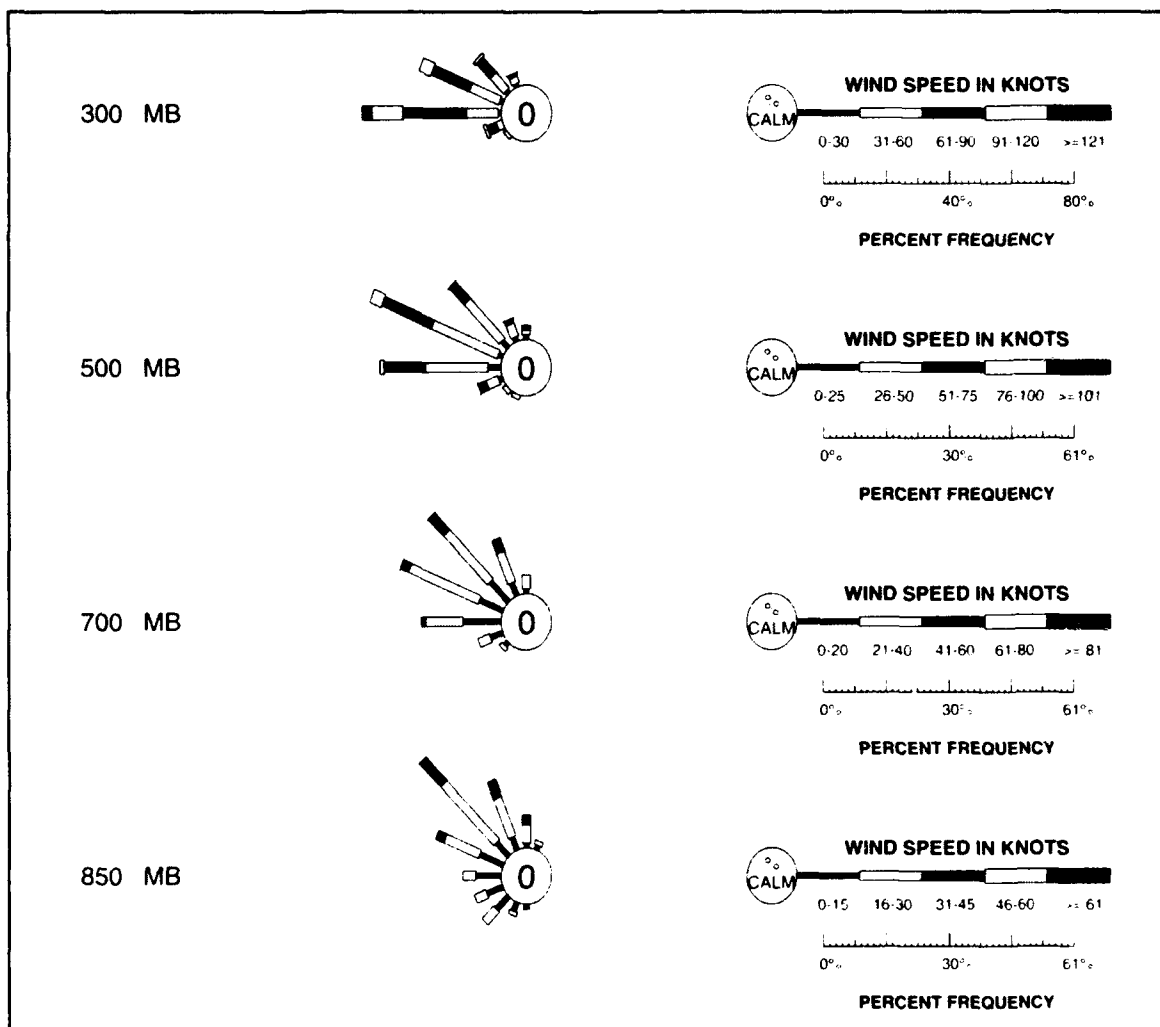 300 MB
0
WIND SPEED IN KNOTS
CALM
0-30 31-60 61-90 91-120 >=121
0% 40% 80%
PERCENT FREQUENCY
500 MB
0
WIND SPEED IN KNOTS
CALM
0-25 26-50 51-75 76-100 >=101
0% 30% 61%
PERCENT FREQUENCY
700 MB
0
WIND SPEED IN KNOTS
CALM
0-20 21-40 41-60 61-80 >= 81
0% 30% 61%
PERCENT FREQUENCY
850 MB
0
WIND SPEED IN KNOTS
CALM
0-15 16-30 31-45 46-60 >= 61
0% 30% 61%
PERCENT FREQUENCY